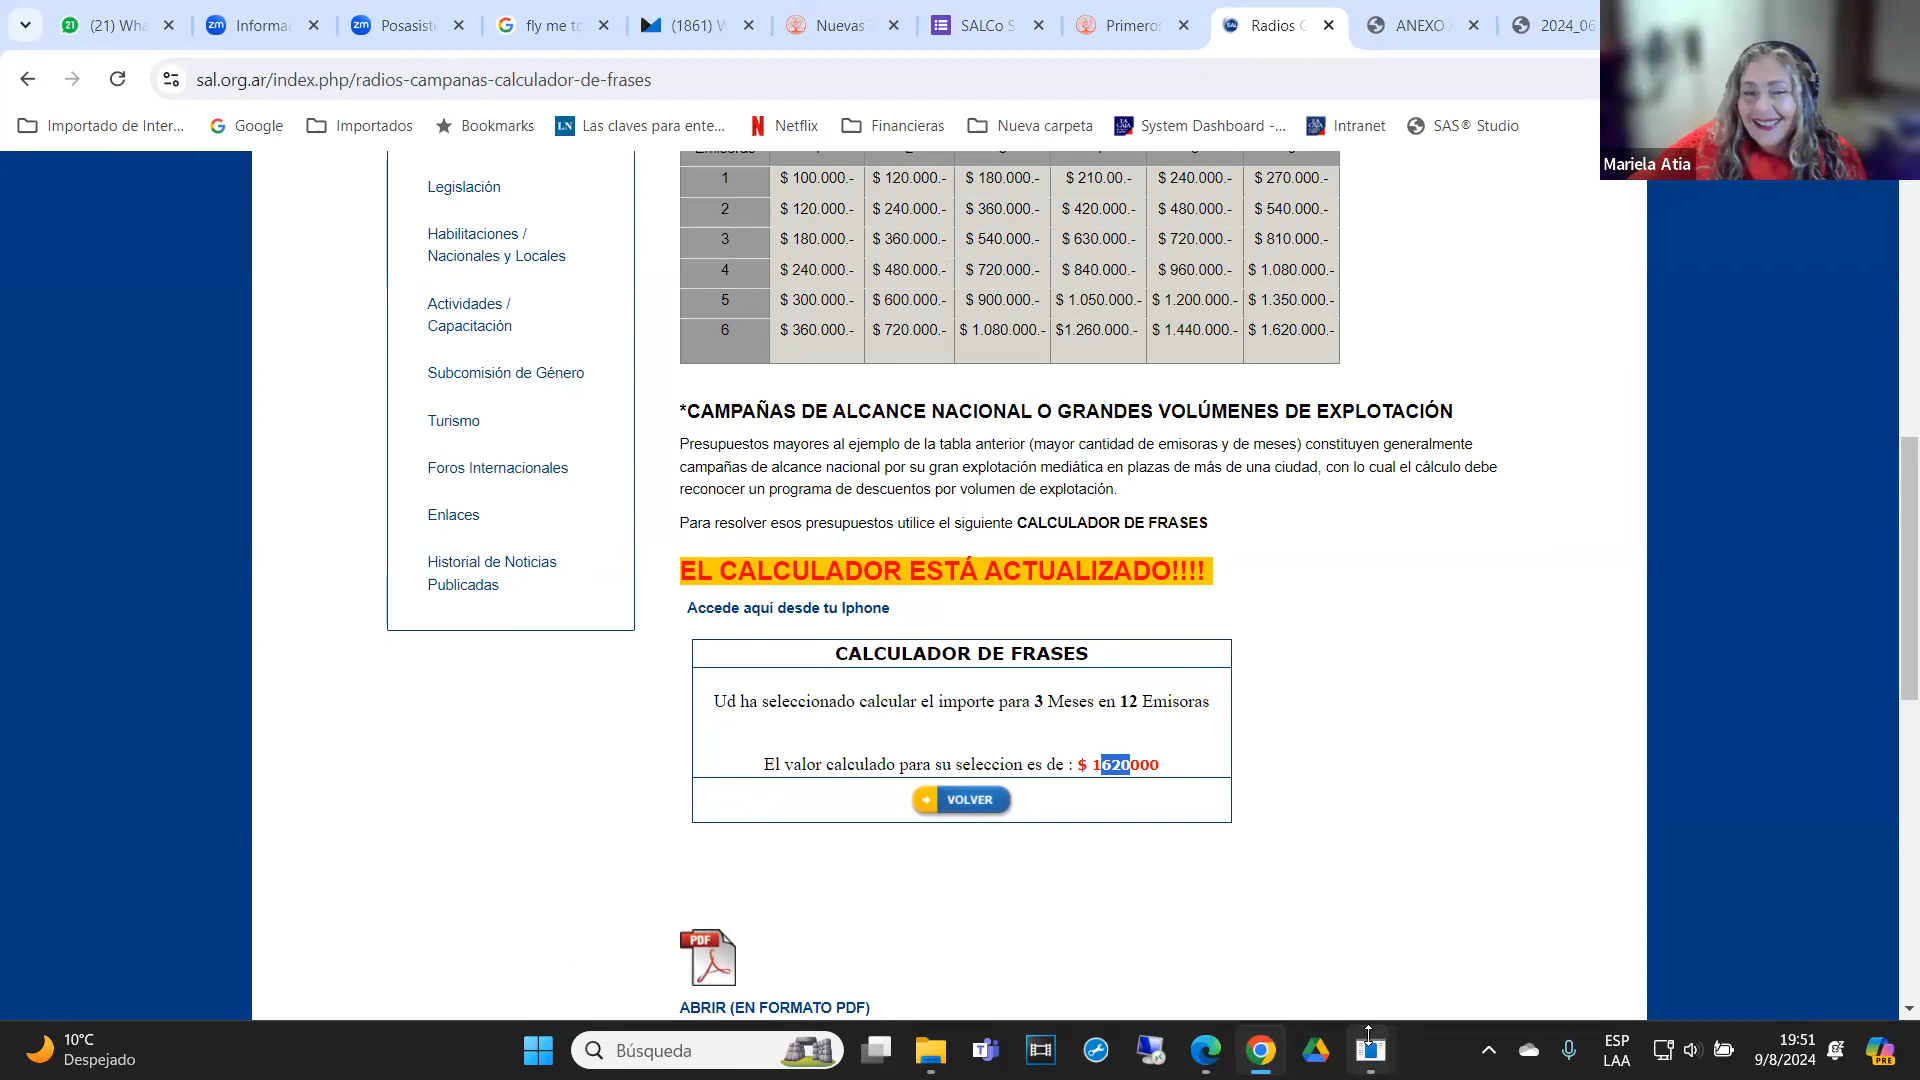 (21) Wha
Informa
Posasist
fly me to
(1861) W
Nuevas
SALCo S
Primeros
Radios C
ANEXO
2024_06
sal.org.ar/index.php/radios-campanas-calculador-de-frases
Importado de Inter...
Google
Importados
Bookmarks
LN
Las claves para ente...
Netflix
Financieras
Nueva carpeta
System Dashboard -...
Intranet
SAS® Studio
Mariela Atia
Legislación
Habilitaciones /
Nacionales y Locales
Actividades /
Capacitación
Subcomisión de Género
Turismo
Foros Internacionales
Enlaces
Historial de Noticias
Publicadas
1 $ 100.000.- $ 120.000.- $ 180.000.- $ 210.00.- $ 240.000.- $ 270.000.-
2 $ 120.000.- $ 240.000.- $ 360.000.- $ 420.000.- $ 480.000.- $ 540.000.-
3 $ 180.000.- $ 360.000.- $ 540.000.- $ 630.000.- $ 720.000.- $ 810.000.-
4 $ 240.000.- $ 480.000.- $ 720.000.- $ 840.000.- $ 960.000.- $ 1.080.000.-
5 $ 300.000.- $ 600.000.- $ 900.000.- $ 1.050.000.- $ 1.200.000.- $ 1.350.000.-
6 $ 360.000.- $ 720.000.- $ 1.080.000.- $1.260.000.- $ 1.440.000.- $ 1.620.000.-
*CAMPAÑAS DE ALCANCE NACIONAL O GRANDES VOLÚMENES DE EXPLOTACIÓN
Presupuestos mayores al ejemplo de la tabla anterior (mayor cantidad de emisoras y de meses) constituyen generalmente
campañas de alcance nacional por su gran explotación mediática en plazas de más de una ciudad, con lo cual el cálculo debe
reconocer un programa de descuentos por volumen de explotación.
Para resolver esos presupuestos utilice el siguiente CALCULADOR DE FRASES
EL CALCULADOR ESTÁ ACTUALIZADO!!!!
Accede aquí desde tu Iphone
CALCULADOR DE FRASES
Ud ha seleccionado calcular el importe para 3 Meses en 12 Emisoras
El valor calculado para su seleccion es de : $ 1620000
VOLVER
PDF
ABRIR (EN FORMATO PDF)
10°C
Despejado
Búsqueda
ESP
LAA
19:51
9/8/2024